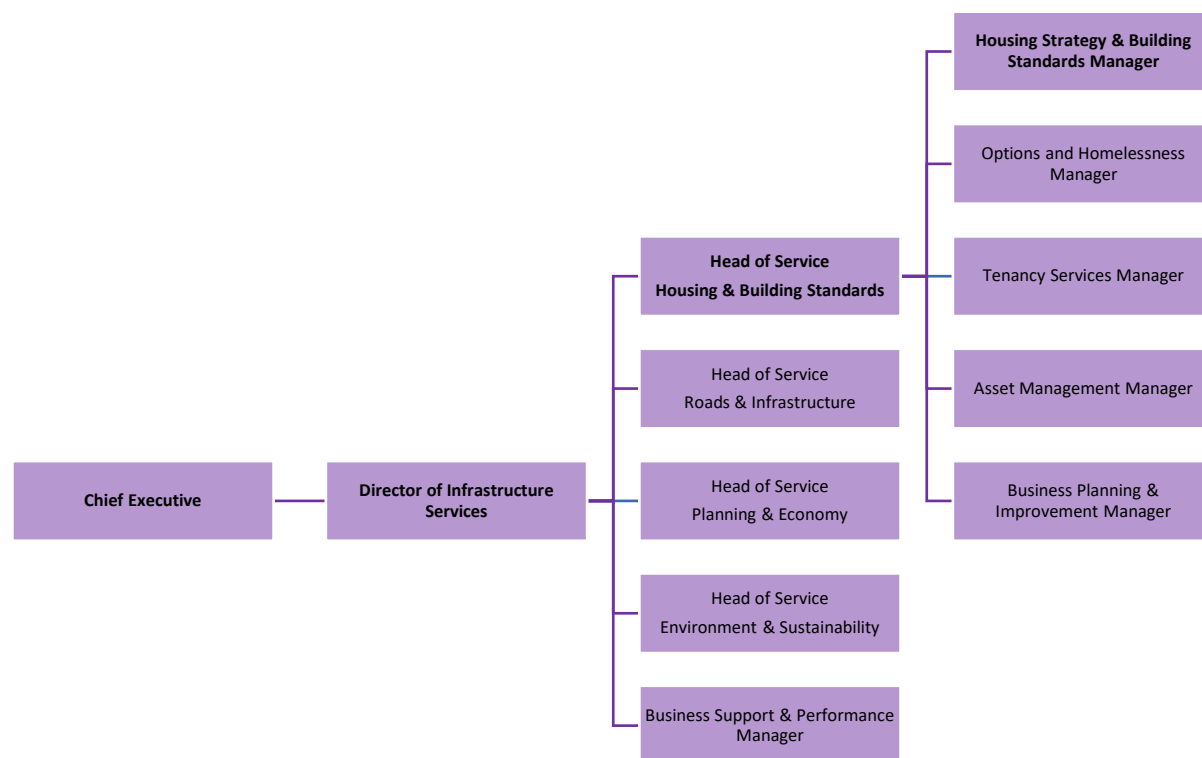 Housing Strategy & Building
Standards Manager
Options and Homelessness
Manager
Head of Service
Housing & Building Standards
Tenancy Services Manager
Head of Service
Roads & Infrastructure
Asset Management Manager
Chief Executive
Director of Infrastructure
Services
Head of Service
Planning & Economy
Business Planning &
Improvement Manager
Head of Service
Environment & Sustainability
Business Support & Performance
Manager